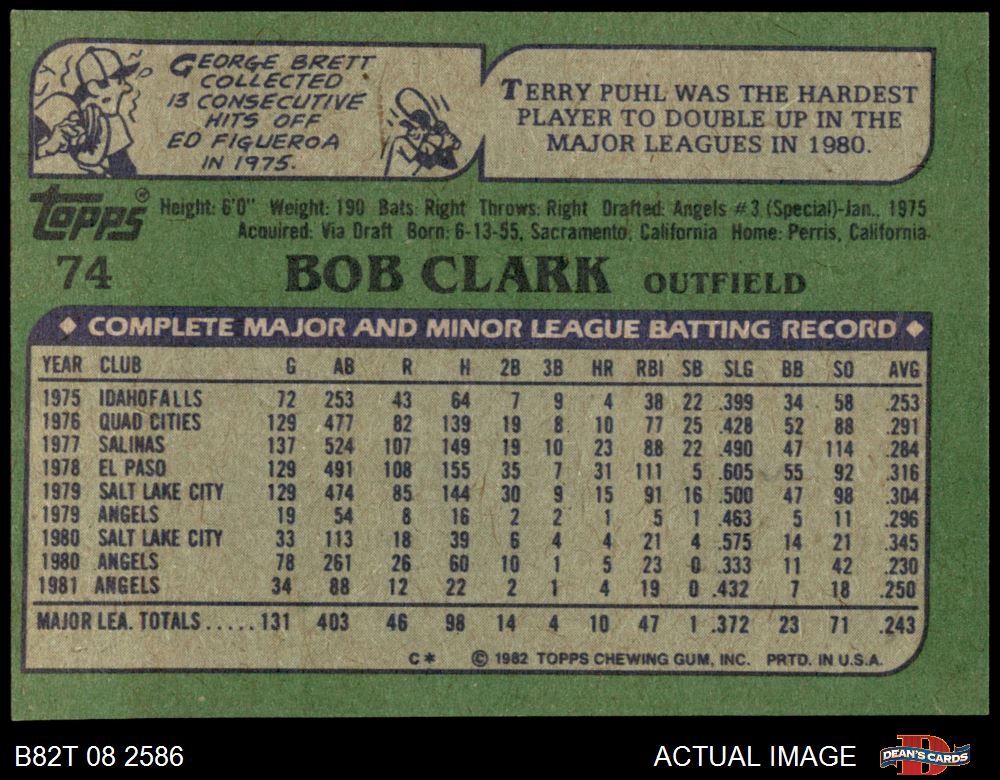 GEORGE BRETT
COLLECTED
13 CONSECUTIVE
HITS OFF
ED FIGUEROA
IN 1975.
TERRY PUHL WAS THE HARDEST
PLAYER TO DOUBLE UP IN THE
MAJOR LEAGUES IN 1980.
Topps®
Height: 6'0" Weight: 190 Bats: Right Throws: Right Drafted: Angels #3 (Special)-Jan., 1975
Acquired: Via Draft Born: 6-13-55, Sacramento, California Home: Perris, California
74 BOB CLARK OUTFIELD
◆ COMPLETE MAJOR AND MINOR LEAGUE BATTING RECORD ◆
YEAR CLUB G AB R H 2B 3B HR RBI SB SLG BB SO AVG
1975 IDAHO FALLS 72 253 43 64 7 9 4 38 22 .399 34 58 .253
1976 QUAD CITIES 129 477 82 139 19 8 10 77 25 .428 52 88 .291
1977 SALINAS 137 524 107 149 19 10 23 88 22 .490 47 114 .284
1978 EL PASO 129 491 108 155 35 7 31 111 5 .605 55 92 .316
1979 SALT LAKE CITY 129 474 85 144 30 9 15 91 16 .500 47 98 .304
1979 ANGELS 19 54 8 16 2 2 1 5 1 .463 5 11 .296
1980 SALT LAKE CITY 33 113 18 39 6 4 4 21 4 .575 14 21 .345
1980 ANGELS 78 261 26 60 10 1 5 23 0 .333 11 42 .230
1981 ANGELS 34 88 12 22 2 1 4 19 0 .432 7 18 .250
MAJOR LEA. TOTALS.....131 403 46 98 14 4 10 47 1 .372 23 71 .243
C* © 1982 TOPPS CHEWING GUM, INC. PRTD. IN U.S.A.
B82T 08 2586 ACTUAL IMAGE DEAN'S CARDS